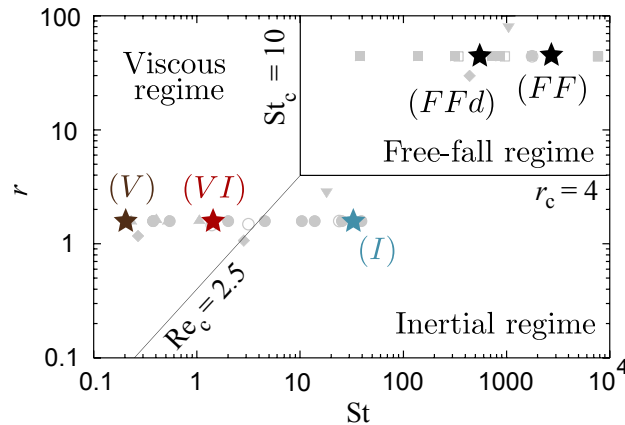 100
10
1
0.1
r
Viscous
regime
St_c = 10
(FFd)
(FF)
Free-fall regime
r_c = 4
(V)
(VI)
(I)
Re_c = 2.5
Inertial regime
0.1
1
10
100
1000
10^4
St